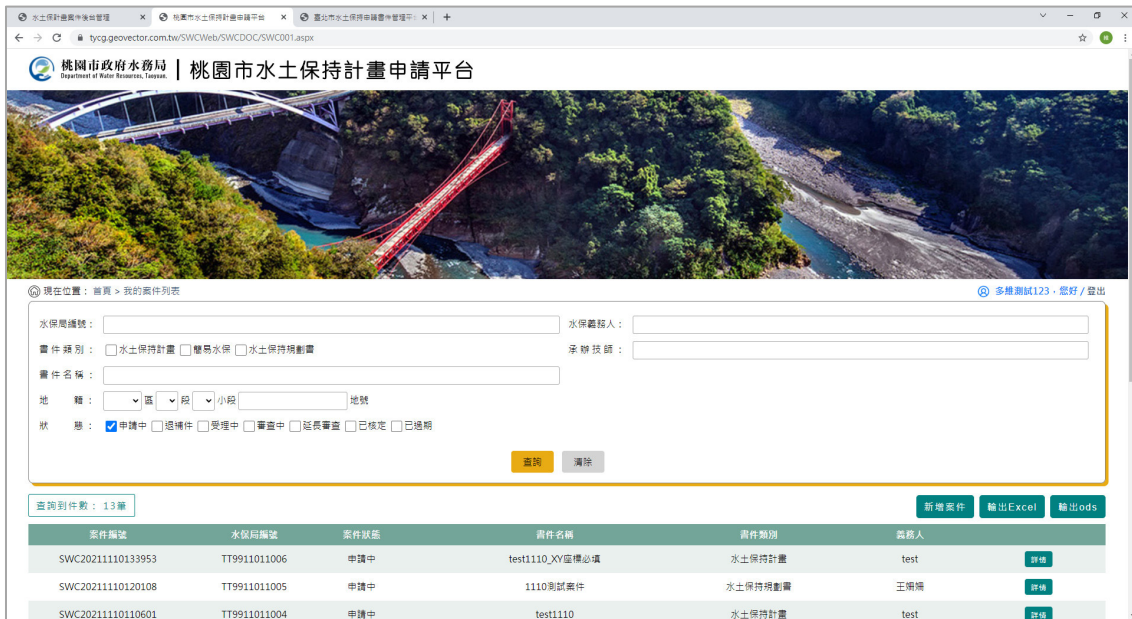 水土保計畫案件後台管理
桃園市水土保持計畫申請平台
臺北市水土保持申請書件管理平
tycg.geovector.com.tw/SWCWeb/SWCDOC/SWC001.aspx
桃園市政府水務局
Department of Water Resources, Taoyuan.
桃園市水土保持計畫申請平台
現在位置： 首頁 > 我的案件列表
多維測試123，您好 / 登出
水保局編號：
水保義務人：
書件類別： 水土保持計畫 簡易水保 水土保持規劃書
承辦技師：
書件名稱：
地 籍： 區 段 小段 地號
狀 態： 申請中 退補件 受理中 審查中 延長審查 已核定 已過期
查詢 清除
查詢到件數： 13筆
新增案件 輸出Excel 輸出ods
案件編號 水保局編號 案件狀態 書件名稱 書件類別 義務人
SWC20211110133953 TT9911011006 申請中 test1110_XY座標必填 水土保持計畫 test 詳情
SWC20211110120108 TT9911011005 申請中 1110測試案件 水土保持規劃書 王嫻嫻 詳情
SWC20211110110601 TT9911011004 申請中 test1110 水土保持計畫 test 詳情